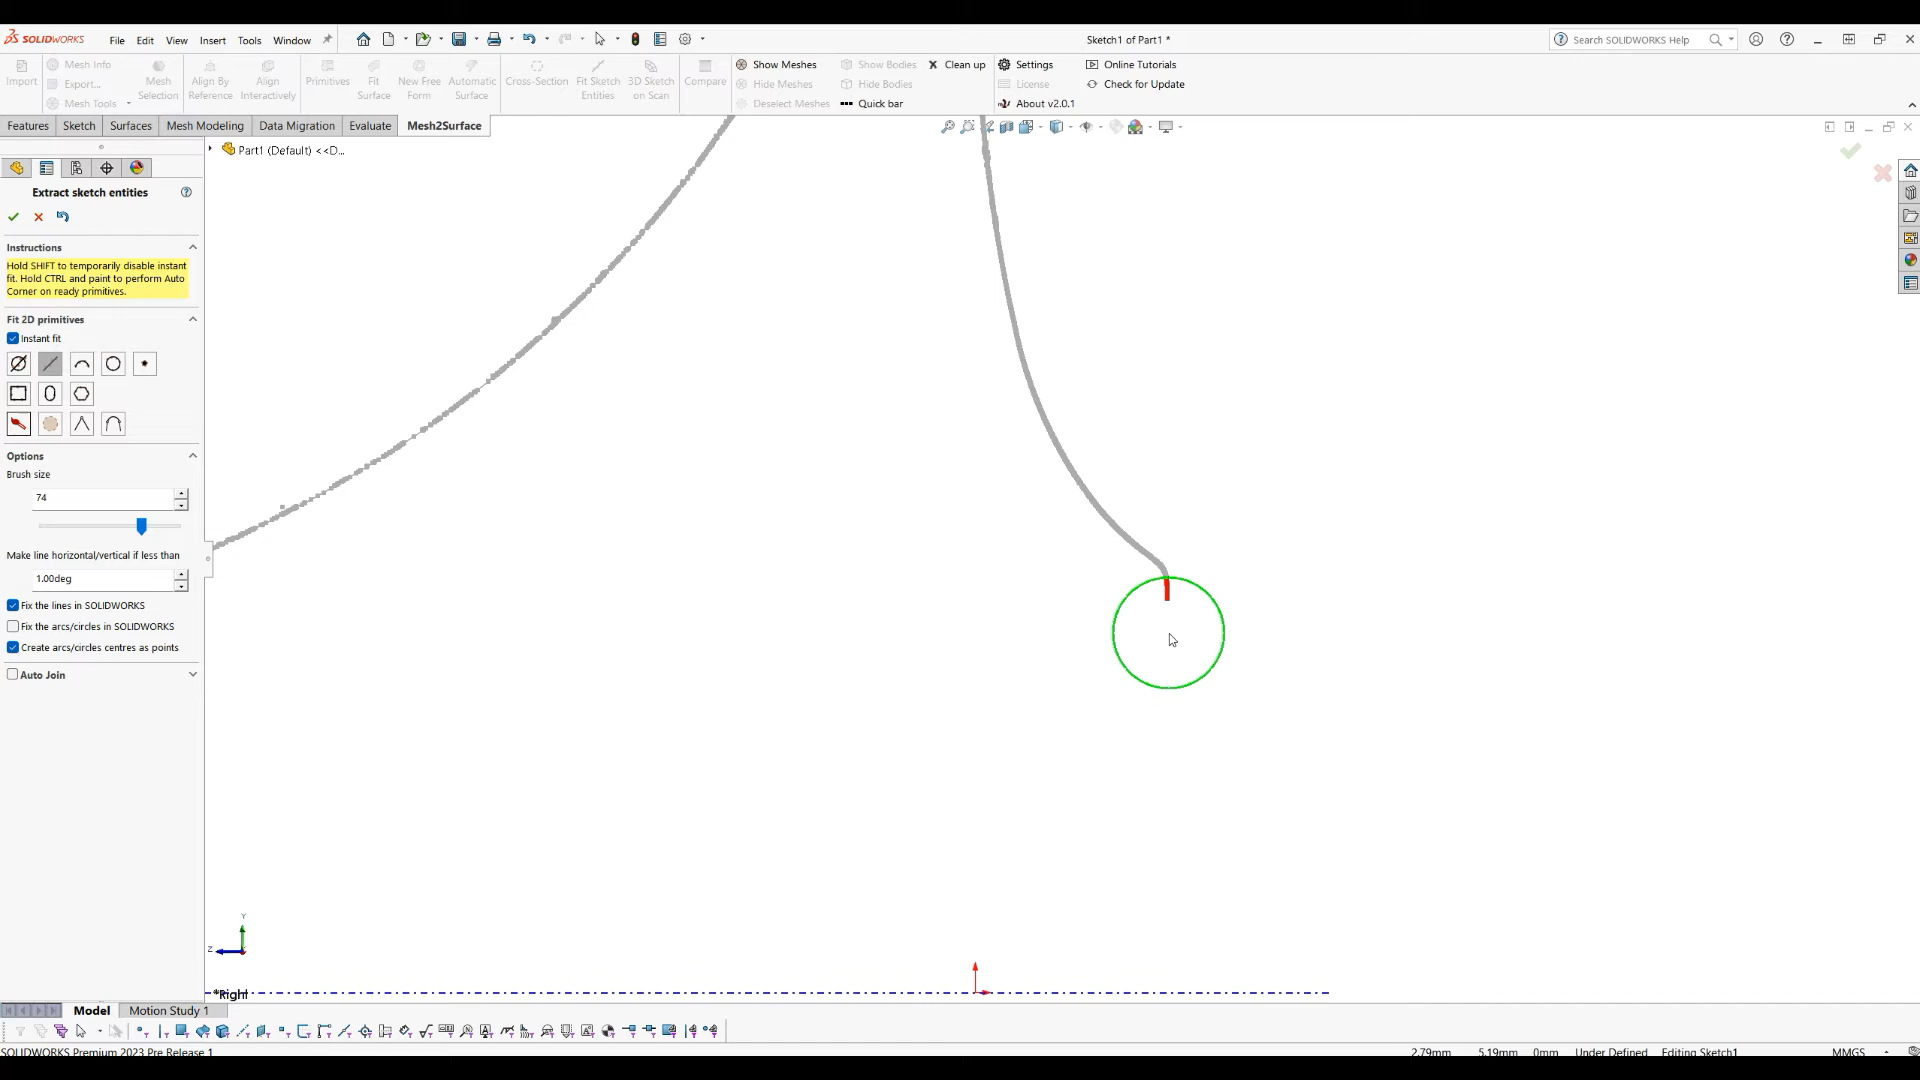 SOLIDWORKS
File Edit View Insert Tools Window
Sketch1 of Part1 *
Search SOLIDWORKS Help
Import
Mesh Info
Export...
Mesh Tools
Mesh Selection
Align By Reference
Align Interactively
Primitives
Fit Surface
New Free Form
Automatic Surface
Cross-Section
Fit Sketch Entities
3D Sketch on Scan
Compare
Show Meshes
Hide Meshes
Deselect Meshes
Show Bodies
Hide Bodies
Quick bar
Clean up
Settings
License
About v2.0.1
Online Tutorials
Check for Update
Features Sketch Surfaces Mesh Modeling Data Migration Evaluate Mesh2Surface
Part1 (Default) <<D...
Extract sketch entities
Instructions
Hold SHIFT to temporarily disable instant
fit. Hold CTRL and paint to perform Auto
Corner on ready primitives.
Fit 2D primitives
Instant fit
Options
Brush size
74
Make line horizontal/vertical if less than
1.00deg
Fix the lines in SOLIDWORKS
Fix the arcs/circles in SOLIDWORKS
Create arcs/circles centres as points
Auto Join
Y
Z
*Right
Model Motion Study 1
SOLIDWORKS Premium 2023 Pre Release 1
2.79mm 5.19mm 0mm Under Defined Editing Sketch1 MMGS